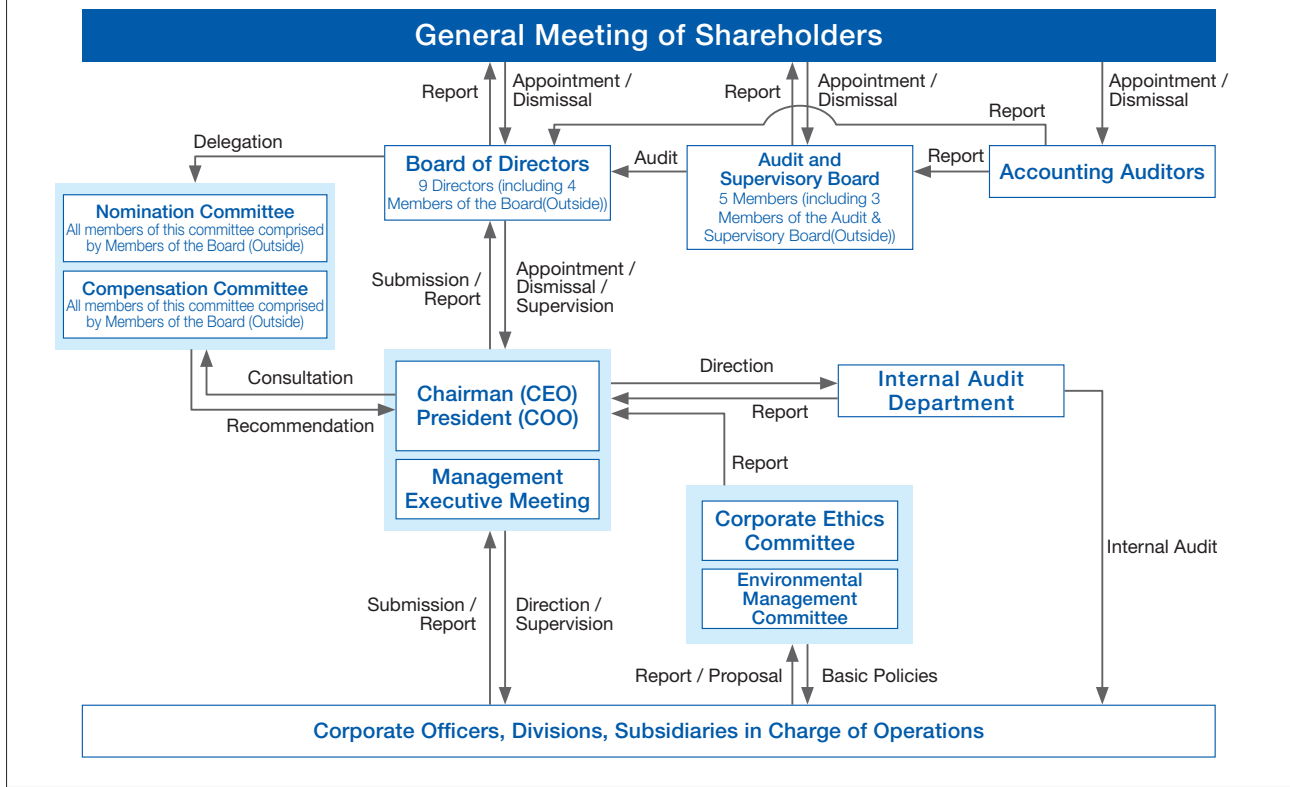 General Meeting of Shareholders
Report
Appointment /
Dismissal
Report
Appointment /
Dismissal
Appointment /
Dismissal
Report
Delegation
Board of Directors
9 Directors (including 4
Members of the Board(Outside))
Audit
Audit and
Supervisory Board
5 Members (including 3
Members of the Audit &
Supervisory Board(Outside))
Report
Accounting Auditors
Nomination Committee
All members of this committee comprised
by Members of the Board (Outside)
Compensation Committee
All members of this committee comprised
by Members of the Board (Outside)
Submission /
Report
Appointment /
Dismissal /
Supervision
Consultation
Recommendation
Chairman (CEO)
President (COO)
Management
Executive Meeting
Direction
Report
Internal Audit
Department
Report
Corporate Ethics
Committee
Environmental
Management
Committee
Internal Audit
Submission /
Report
Direction /
Supervision
Report / Proposal
Basic Policies
Corporate Officers, Divisions, Subsidiaries in Charge of Operations